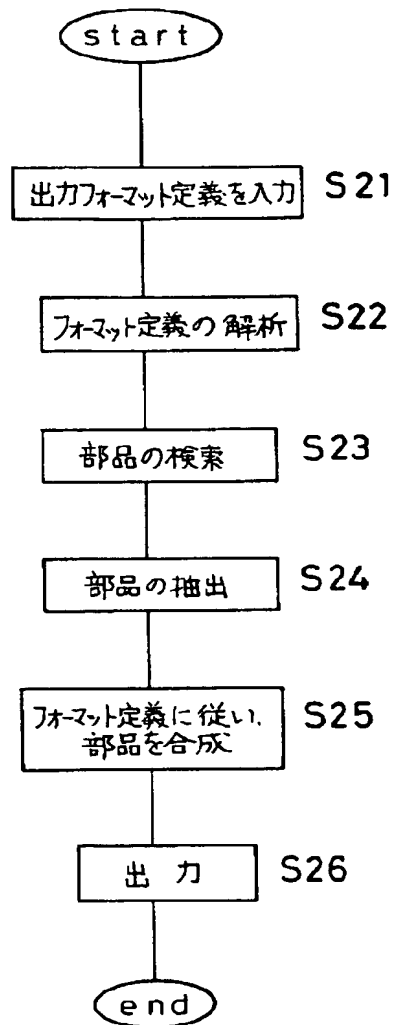 start
出力フォーマット定義を入力 S21
フォーマット定義の解析 S22
部品の検索 S23
部品の抽出 S24
フォーマット定義に従い、 S25
部品を合成
出力 S26
end